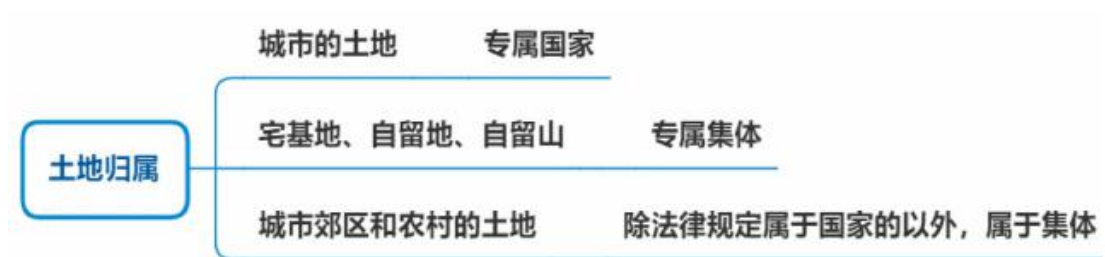 城市的土地 专属国家
宅基地、自留地、自留山 专属集体
土地归属
城市郊区和农村的土地 除法律规定属于国家的以外，属于集体